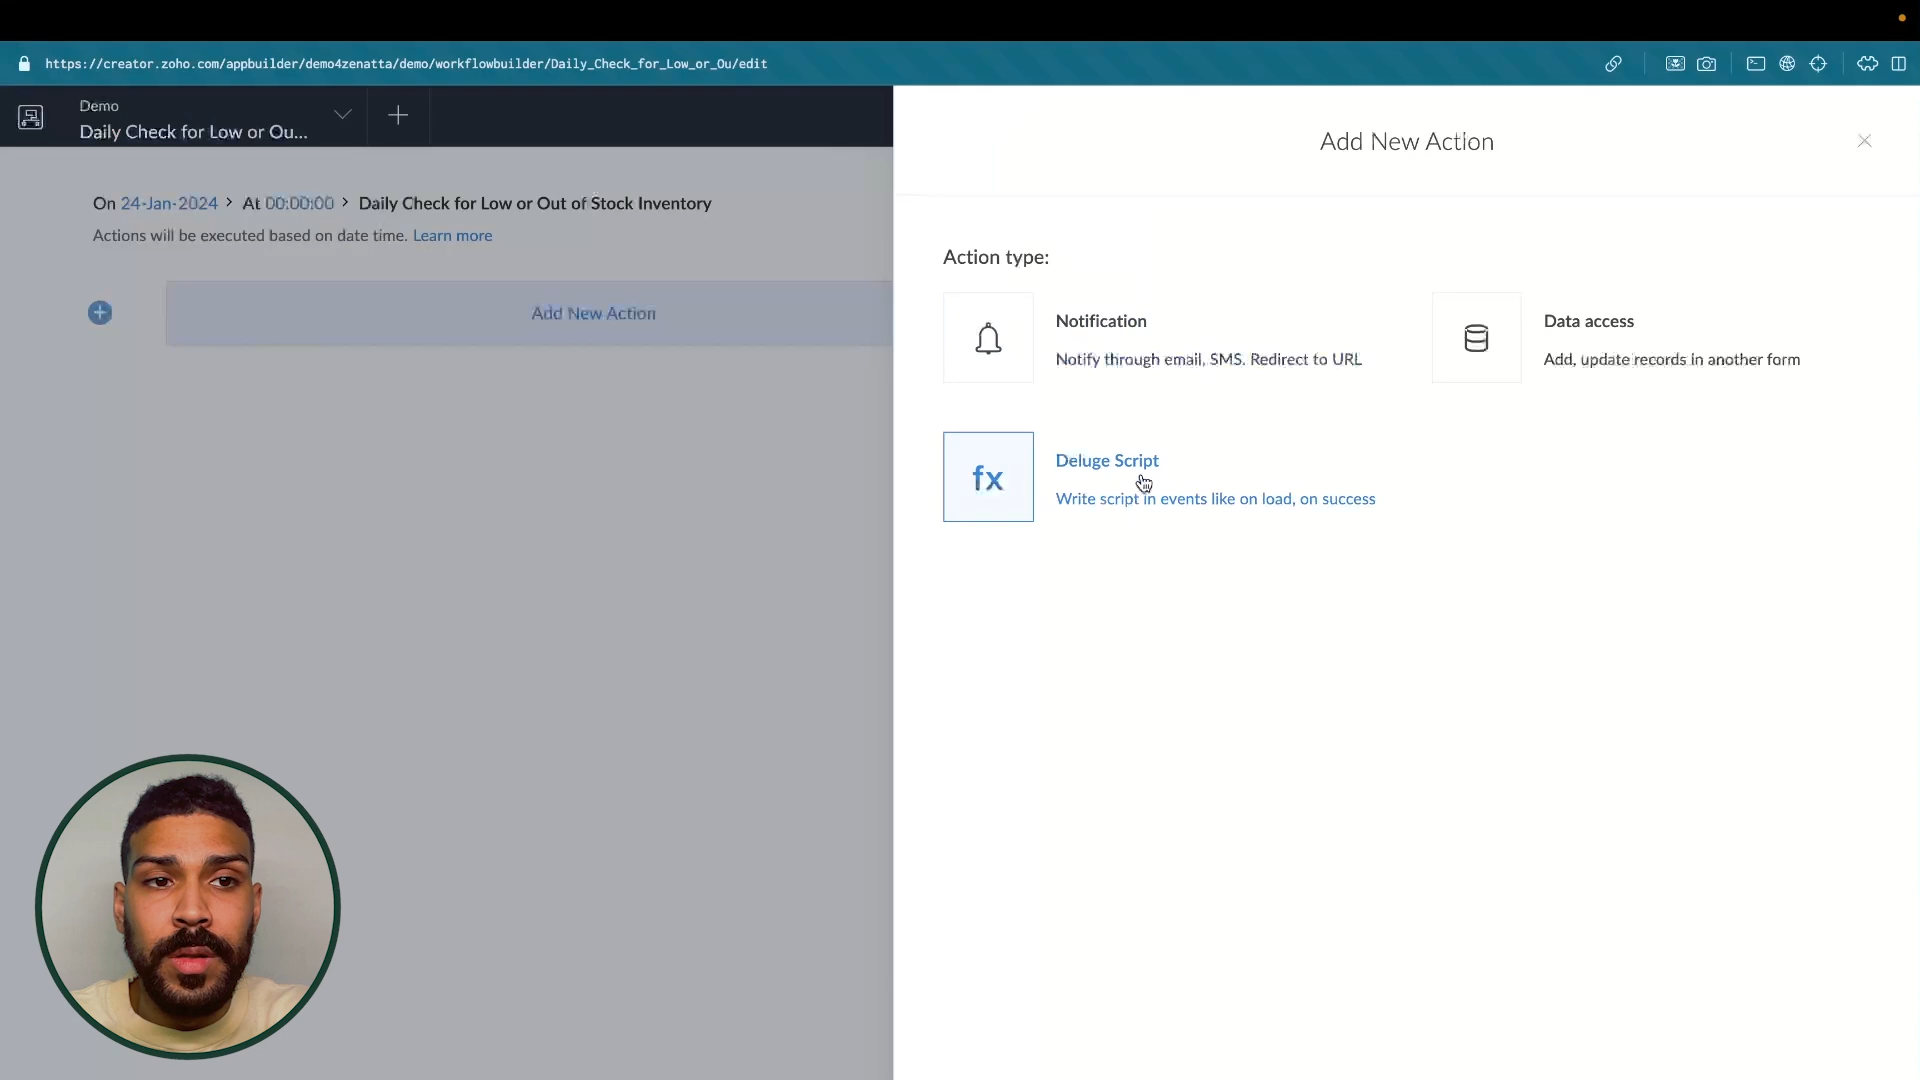 https://creator.zoho.com/appbuilder/demo4zenatta/demo/workflowbuilder/Daily_Check_for_Low_or_Ou/edit
Demo
Daily Check for Low or Ou...
On 24-Jan-2024 > At 00:00:00 > Daily Check for Low or Out of Stock Inventory
Actions will be executed based on date time. Learn more
Add New Action
Add New Action
Action type:
Notification
Notify through email, SMS. Redirect to URL
Data access
Add, update records in another form
fx
Deluge Script
Write script in events like on load, on success